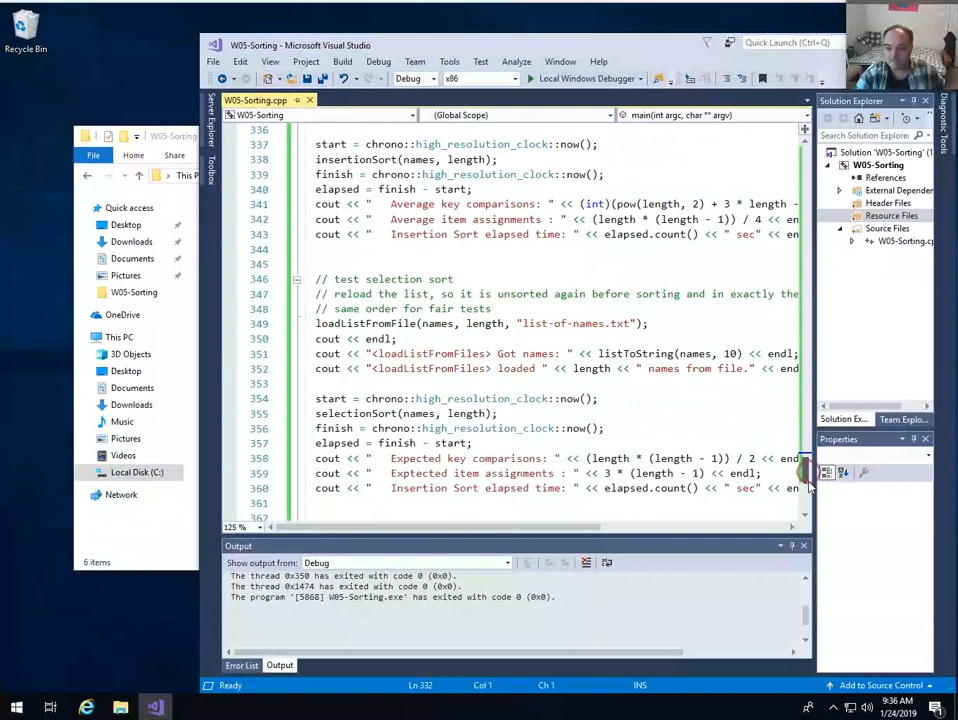 Recycle Bin
W05-Sorting
File
Home
Share
This P
Quick access
Desktop
Downloads
Documents
Pictures
W05-Sorting
OneDrive
This PC
3D Objects
Desktop
Documents
Downloads
Music
Pictures
Videos
Local Disk (C:)
Network
6 items
W05-Sorting - Microsoft Visual Studio
Quick Launch (Ctrl+Q)
File Edit View Project Build Debug Team Tools Test Analyze Window Help
Debug x86 Local Windows Debugger
Server Explorer
Toolbox
W05-Sorting.cpp
W05-Sorting (Global Scope) main(int argc, char ** argv)
336
337 start = chrono::high_resolution_clock::now();
338 insertionSort(names, length);
339 finish = chrono::high_resolution_clock::now();
340 elapsed = finish - start;
341 cout << "   Average key comparisons: " << (int)(pow(length, 2) + 3 * length -
342 cout << "   Average item assignments : " << (length * (length - 1)) / 4 <<
343 cout << "   Insertion Sort elapsed time: " << elapsed.count() << " sec" << en
344
345
346 // test selection sort
347 // reload the list, so it is unsorted again before sorting and in exactly the
348 // same order for fair tests
349 loadListFromFile(names, length, "list-of-names.txt");
350 cout << endl;
351 cout << "<loadListFromFiles> Got names: " << listToString(names, 10) << endl;
352 cout << "<loadListFromFiles> loaded " << length << " names from file." << end
353
354 start = chrono::high_resolution_clock::now();
355 selectionSort(names, length);
356 finish = chrono::high_resolution_clock::now();
357 elapsed = finish - start;
358 cout << "   Expected key comparisons: " << (length * (length - 1)) / 2 << end
359 cout << "   Exptected item assignments : " << 3 * (length - 1) << endl;
360 cout << "   Insertion Sort elapsed time: " << elapsed.count() << " sec" << en
361
362
125 %
Output
Show output from: Debug
The thread 0x350 has exited with code 0 (0x0).
The thread 0x1474 has exited with code 0 (0x0).
The program '[5868] W05-Sorting.exe' has exited with code 0 (0x0).
Error List Output
Ready Ln 332 Col 1 Ch 1 INS Add to Source Control
Solution Explorer
Search Solution Explorer
Solution 'W05-Sorting' (
W05-Sorting
References
External Depende
Header Files
Resource Files
Source Files
W05-Sorting.cp
Solution Ex... Team Explo...
Properties
Diagnostic Tools
9:36 AM
1/24/2019